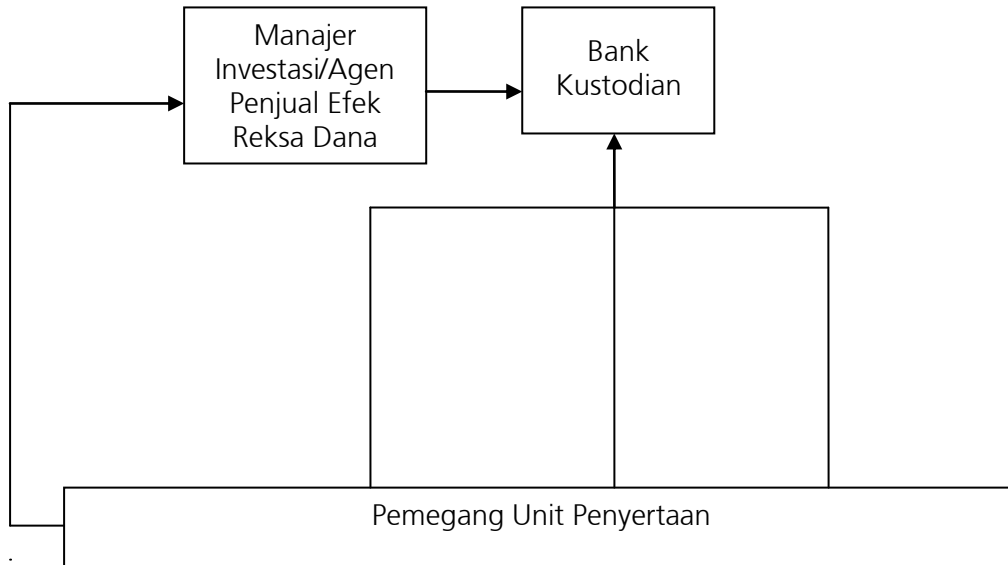 Manajer
Investasi/Agen
Penjual Efek
Reksa Dana
Bank
Kustodian
Pemegang Unit Penyertaan
.